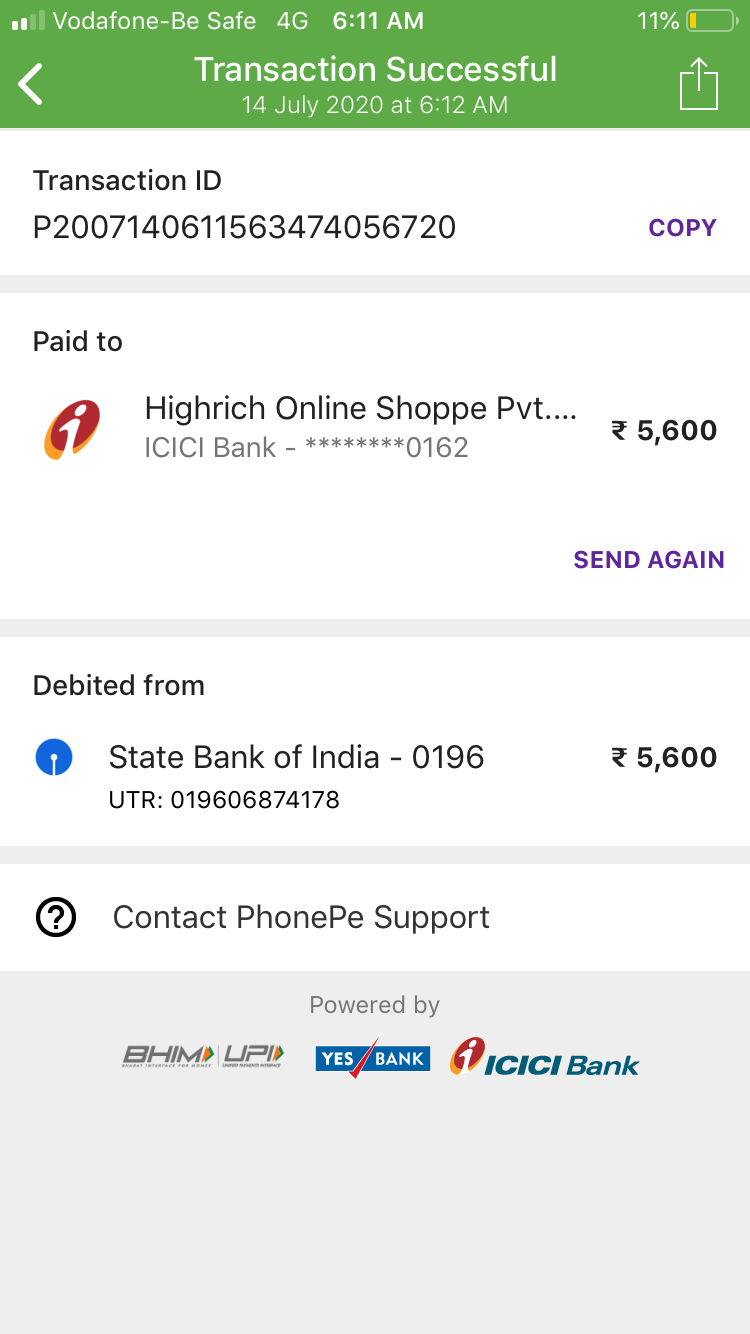 Vodafone-Be Safe 4G 6:11 AM 11%
Transaction Successful
14 July 2020 at 6:12 AM
Transaction ID
P2007140611563474056720
COPY
Paid to
Highrich Online Shoppe Pvt....
ICICI Bank - ********0162
₹ 5,600
SEND AGAIN
Debited from
State Bank of India - 0196
₹ 5,600
UTR: 019606874178
Contact PhonePe Support
Powered by
BHIM UPI YES BANK ICICI Bank
BHARAT INTERFACE FOR MONEY UNIFIED PAYMENTS INTERFACE